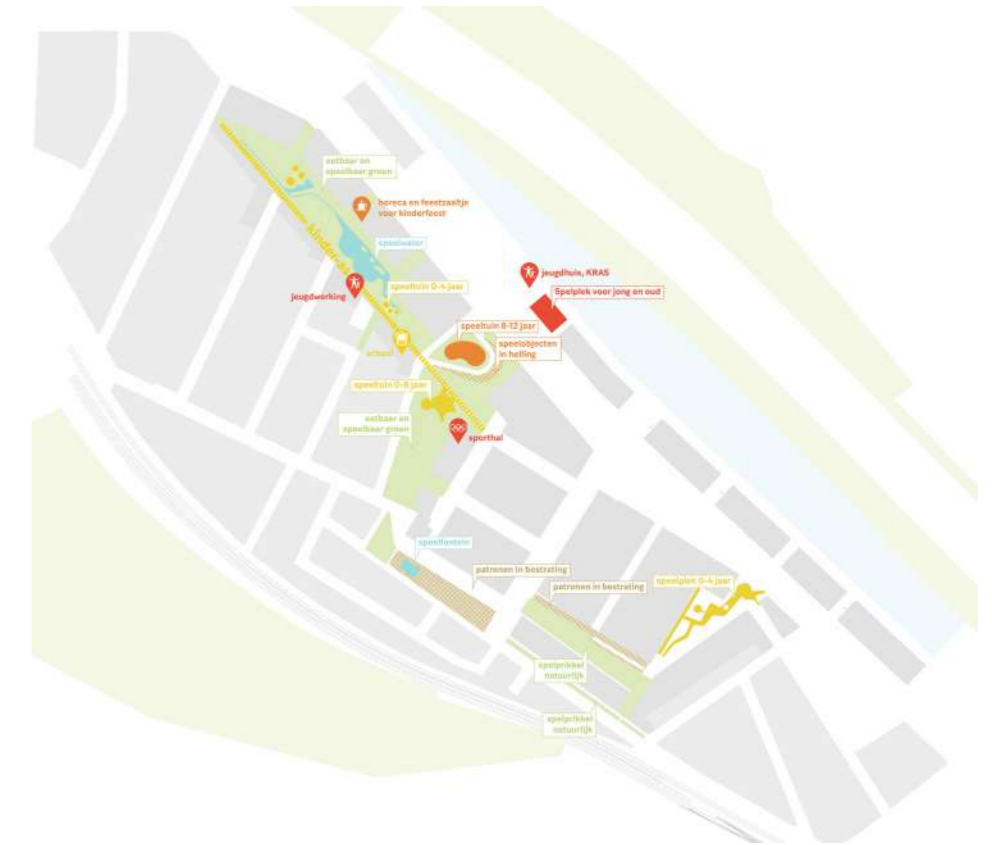 eetbaar en
speelbaar groen
horeca en feestzaaltje
voor kinderfeest
kinder-as
speelwater
jeugdhuis, KRAS
jeugdwerking
speeltuin 0-4 jaar
Spelplek voor jong en oud
speeltuin 8-12 jaar
speelobjecten
in helling
school
speeltuin 0-8 jaar
eetbaar en
speelbaar groen
sporthal
speelfontein
patronen in bestrating
patronen in bestrating
speelplek 0-4 jaar
spelprikkel
natuurlijk
spelprikkel
natuurlijk